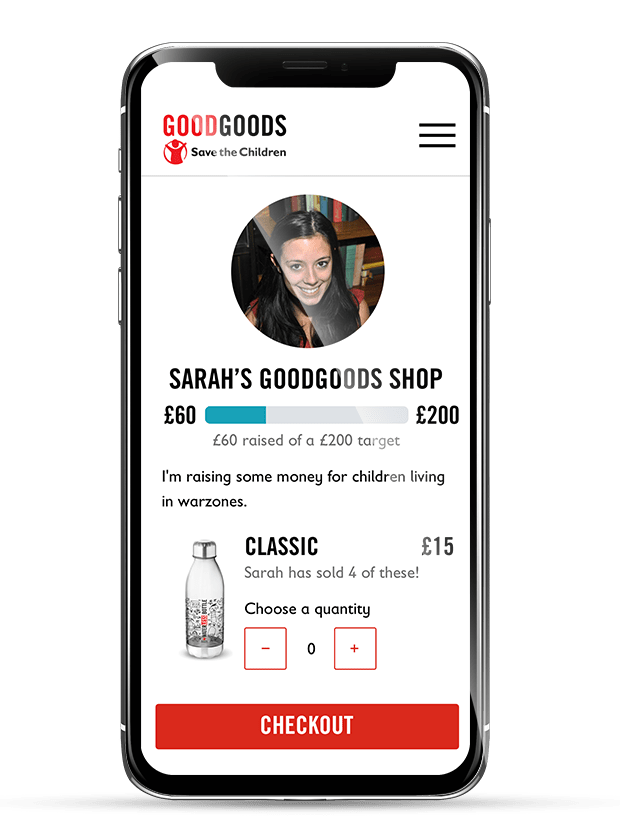 GOODGOODS
Save the Children
SARAH'S GOODGOODS SHOP
£60 £200
£60 raised of a £200 target
I'm raising some money for children living
in warzones.
CLASSIC £15
Sarah has sold 4 of these!
Choose a quantity
− 0 +
CHECKOUT